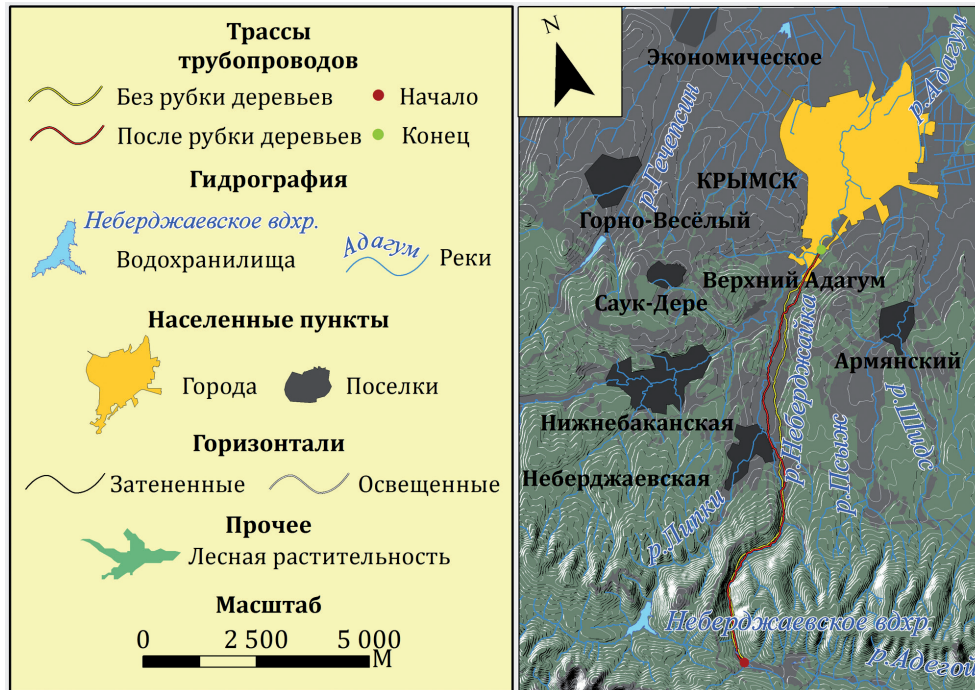 Трассы
трубопроводов
Без рубки деревьев
Начало
После рубки деревьев
Конец
Гидрография
Неберджаевское вдхр.
Водохранилища
Адагум
Реки
Населенные пункты
Города
Поселки
Горизонтали
Затененные
Освещенные
Прочее
Лесная растительность
Масштаб
0 2 500 5 000
М
N
Экономическое
р.Адагум
р.Гечепсин
КРЫМСК
Горно-Весёлый
Верхний Адагум
Саук-Дере
р.Неберджайка
Армянский
Нижнебаканская
р.Шидс
р.Псыж
Неберджаевская
р.Липки
Неберджаевское вдхр.
р.Адегой